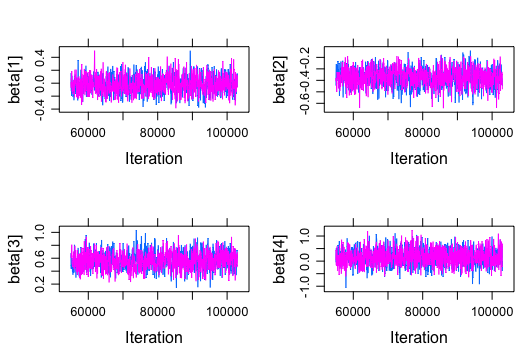 beta[1]
-0.4 0.0 0.4
60000 80000 100000
Iteration
beta[2]
-0.6 -0.4 -0.2
60000 80000 100000
Iteration
beta[3]
0.2 0.6 1.0
60000 80000 100000
Iteration
beta[4]
-1.0 0.0 1.0
60000 80000 100000
Iteration